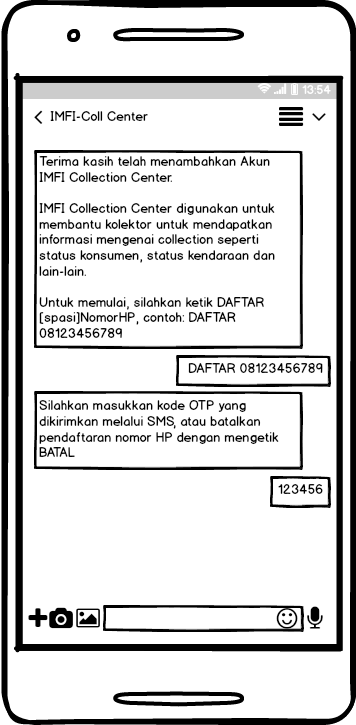 13:54
IMFI-Coll Center
Terima kasih telah menambahkan Akun
IMFI Collection Center.
IMFI Collection Center digunakan untuk
membantu kolektor untuk mendapatkan
informasi mengenai collection seperti
status konsumen, status kendaraan dan
lain-lain.
Untuk memulai, silahkan ketik DAFTAR
[spasi]NomorHP, contoh: DAFTAR
08123456789
DAFTAR 08123456789
Silahkan masukkan kode OTP yang
dikirimkan melalui SMS, atau batalkan
pendaftaran nomor HP dengan mengetik
BATAL
123456